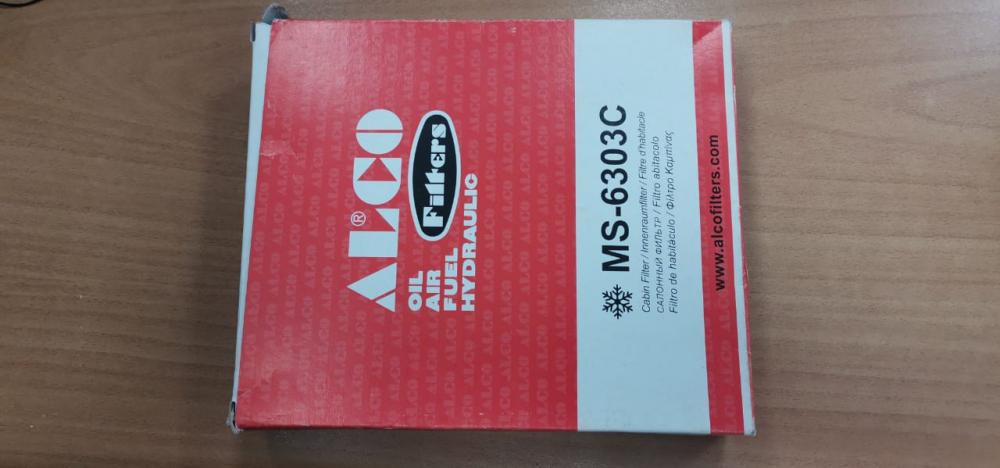 ALCO®
OIL
AIR
FUEL
HYDRAULIC
Filters
MS-6303C
Cabin Filter / Innenraumfilter / Filtre d'habitacle
САЛОННЫЙ ФИЛЬТР / Filtro abitacolo
Filtro de habitáculo / Φίλτρο Καμπίνας
www.alcofilters.com